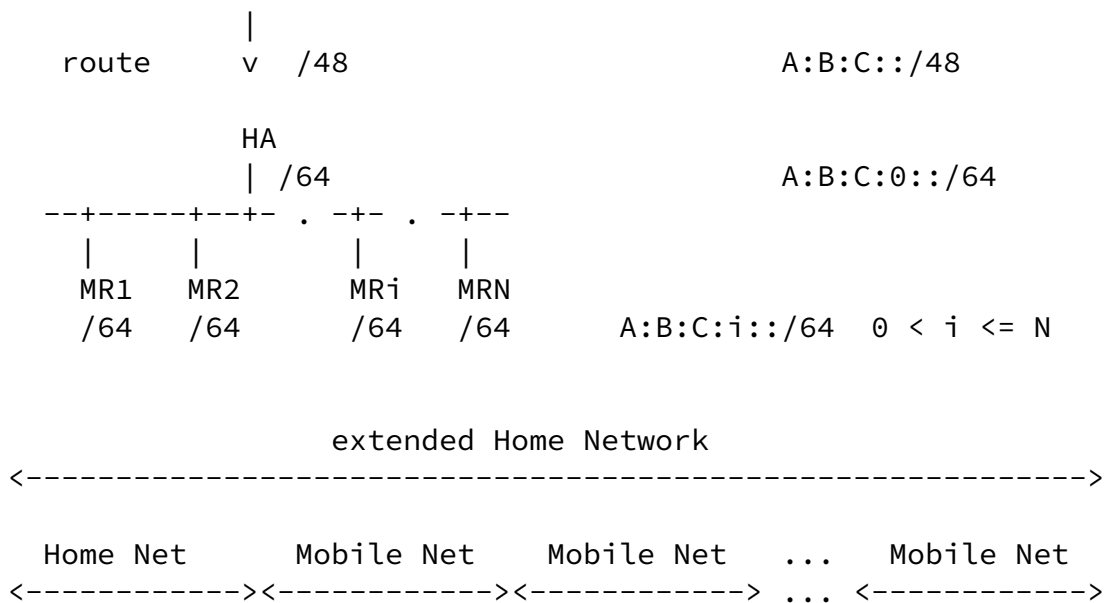 |
route v /48 A:B:C::/48
HA
| /64 A:B:C:0::/64
--+-----+--+- . -+- . -+--
| | | |
MR1 MR2 MRi MRN
/64 /64 /64 /64 A:B:C:i::/64 0 < i <= N
extended Home Network
<----------------------------------------------------------->
Home Net Mobile Net Mobile Net ... Mobile Net
<------------><------------><------------> ... <------------>